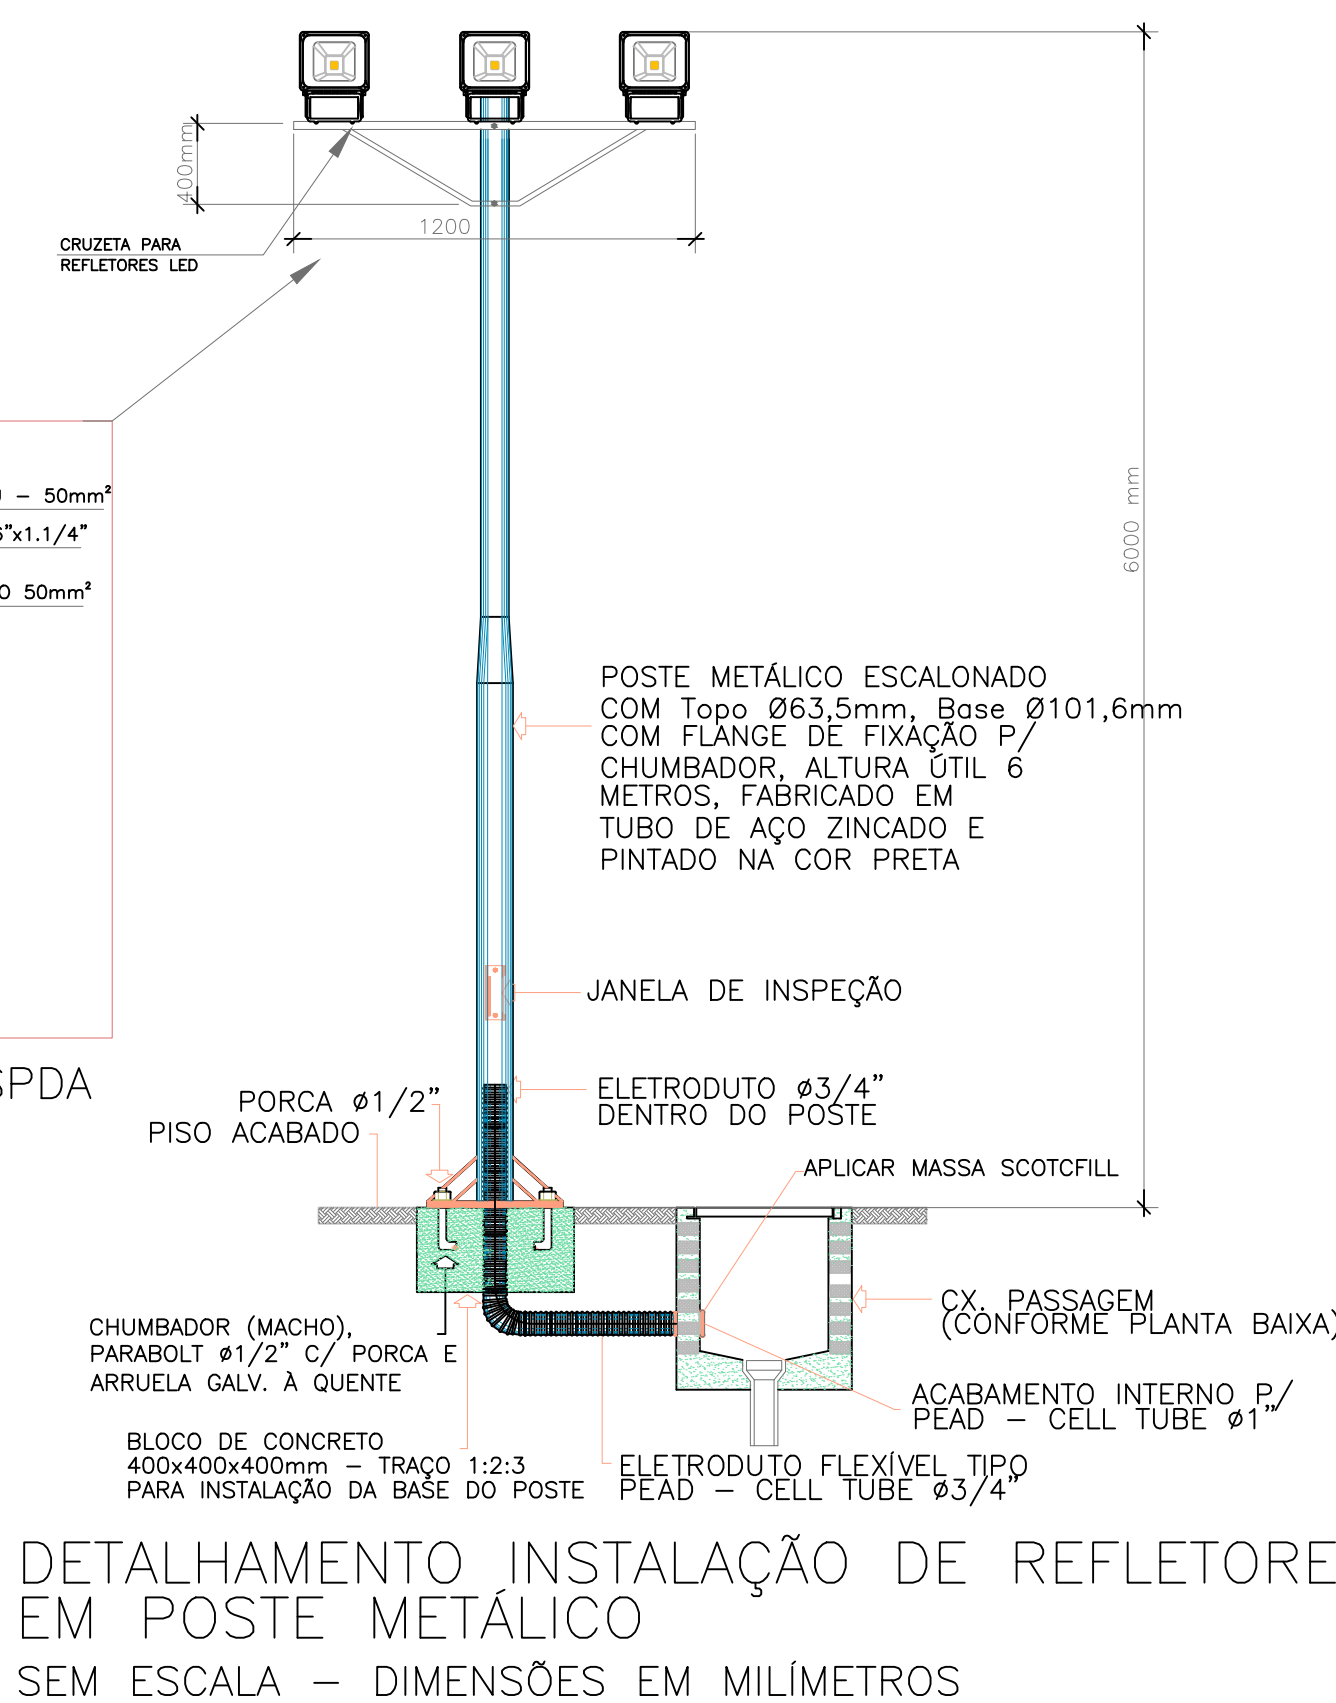 400mm
1200
CRUZETA PARA
REFLETORES LED
– 50mm²
6"x1.1/4"
O 50mm²
6000 mm
POSTE METÁLICO ESCALONADO
COM Topo Ø63,5mm, Base Ø101,6mm
COM FLANGE DE FIXAÇÃO P/
CHUMBADOR, ALTURA ÚTIL 6
METROS, FABRICADO EM
TUBO DE AÇO ZINCADO E
PINTADO NA COR PRETA
JANELA DE INSPEÇÃO
SPDA
ELETRODUTO ø3/4"
DENTRO DO POSTE
PORCA ø1/2"
PISO ACABADO
APLICAR MASSA SCOTCFILL
CX. PASSAGEM
(CONFORME PLANTA BAIXA)
CHUMBADOR (MACHO),
PARABOLT ø1/2" C/ PORCA E
ARRUELA GALV. À QUENTE
ACABAMENTO INTERNO P/
PEAD – CELL TUBE ø1"
BLOCO DE CONCRETO
400x400x400mm – TRAÇO 1:2:3
PARA INSTALAÇÃO DA BASE DO POSTE
ELETRODUTO FLEXÍVEL TIPO
PEAD – CELL TUBE ø3/4"
DETALHAMENTO INSTALAÇÃO DE REFLETORE
EM POSTE METÁLICO
SEM ESCALA – DIMENSÕES EM MILÍMETROS